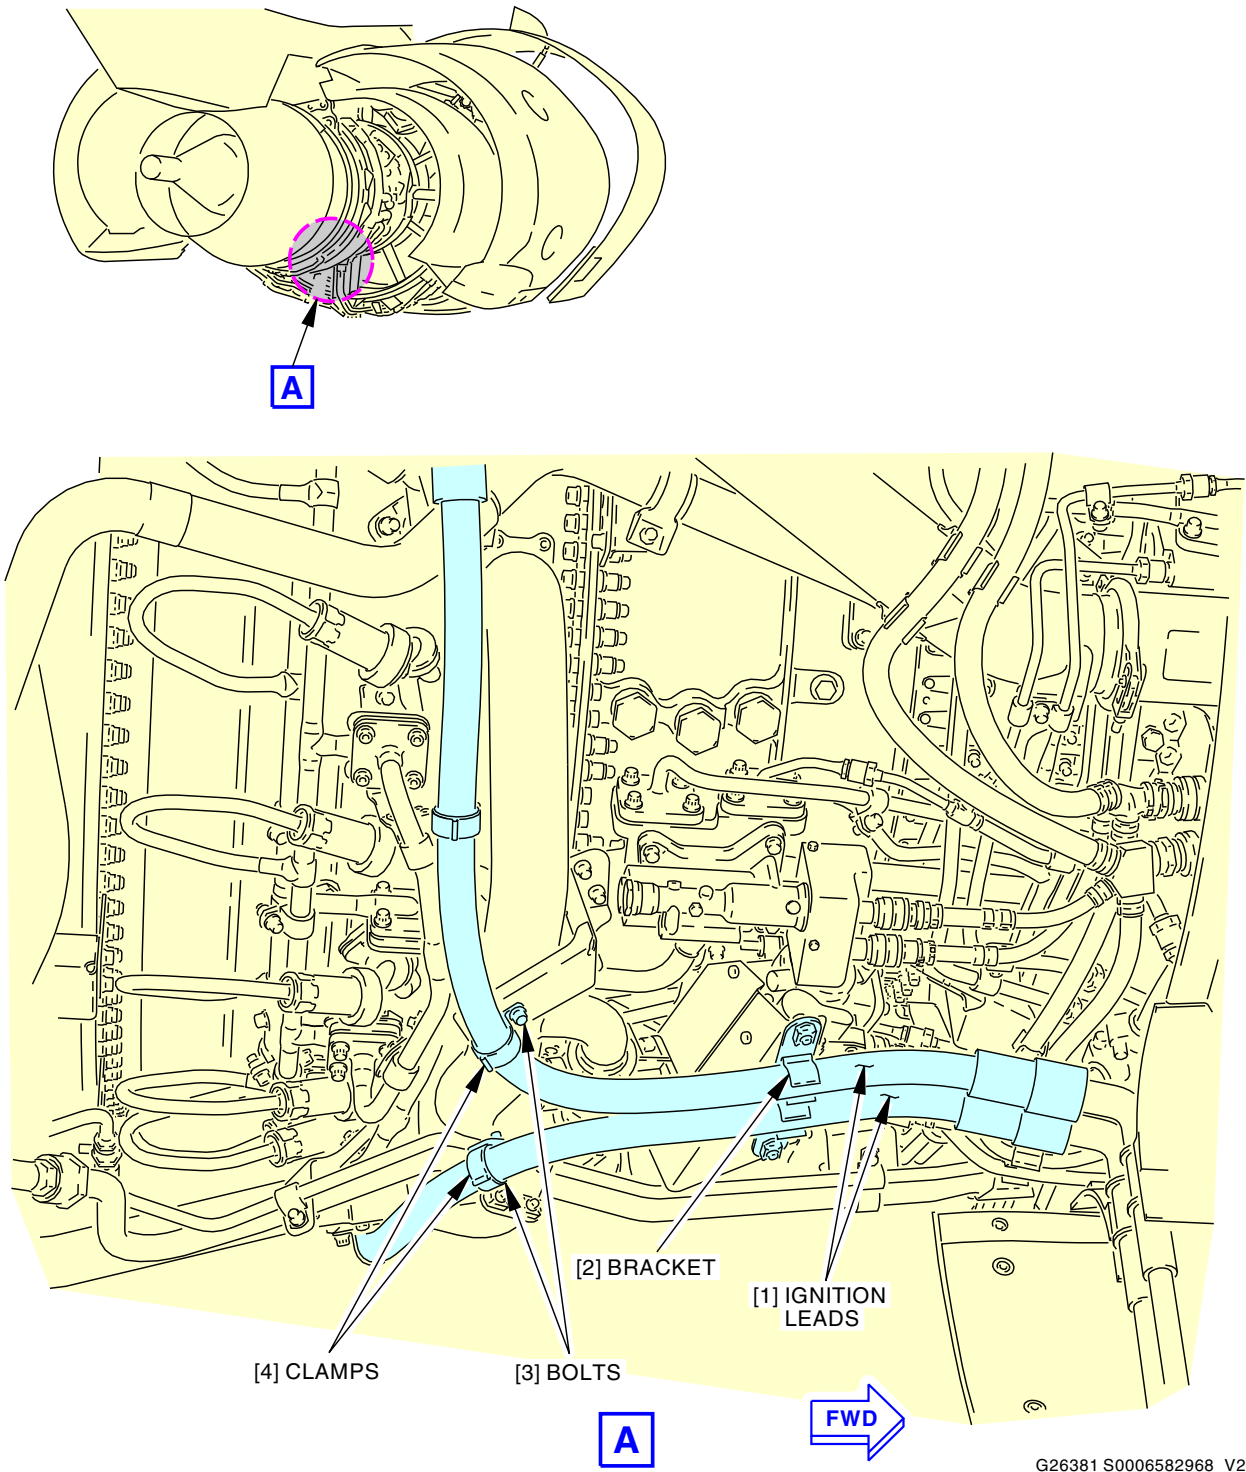 A
[2] BRACKET
[1] IGNITION
LEADS
[4] CLAMPS
[3] BOLTS
A
FWD
G26381 S0006582968 V2